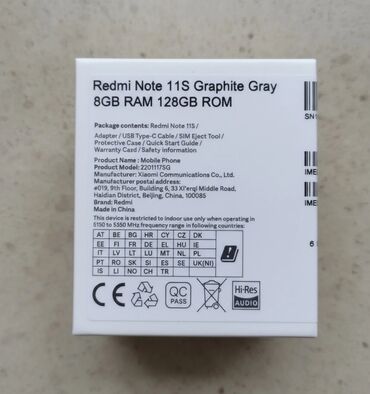 Redmi Note 11S Graphite Gray
8GB RAM 128GB ROM
Package contents: Redmi Note 11S /
Adapter / USB Type-C Cable / SIM Eject Tool /
Protective Case / Quick Start Guide /
Warranty Card / Safety information
Product Name : Mobile Phone
Product Model: 2201117SG
Manufacturer: Xiaomi Communications Co., Ltd.
Manufacturer postal address:
#019, 9th Floor, Building 6, 33 Xi'erqi Middle Road,
Haidian District, Beijing, China, 100085
Brand: Redmi
Made in China
This device is restricted to indoor use only when operating in
5150 to 5350 MHz frequency range in following countries:
AT BE BG HR CY CZ DK
EE FI FR DE EL HU IE
IT LV LT LU MT NL PL
PT RO SK SI ES SE UK(NI)
IS LI NO CH TR
CE
QC
PASS
Hi-Res
AUDIO
SN
IME
IME
6